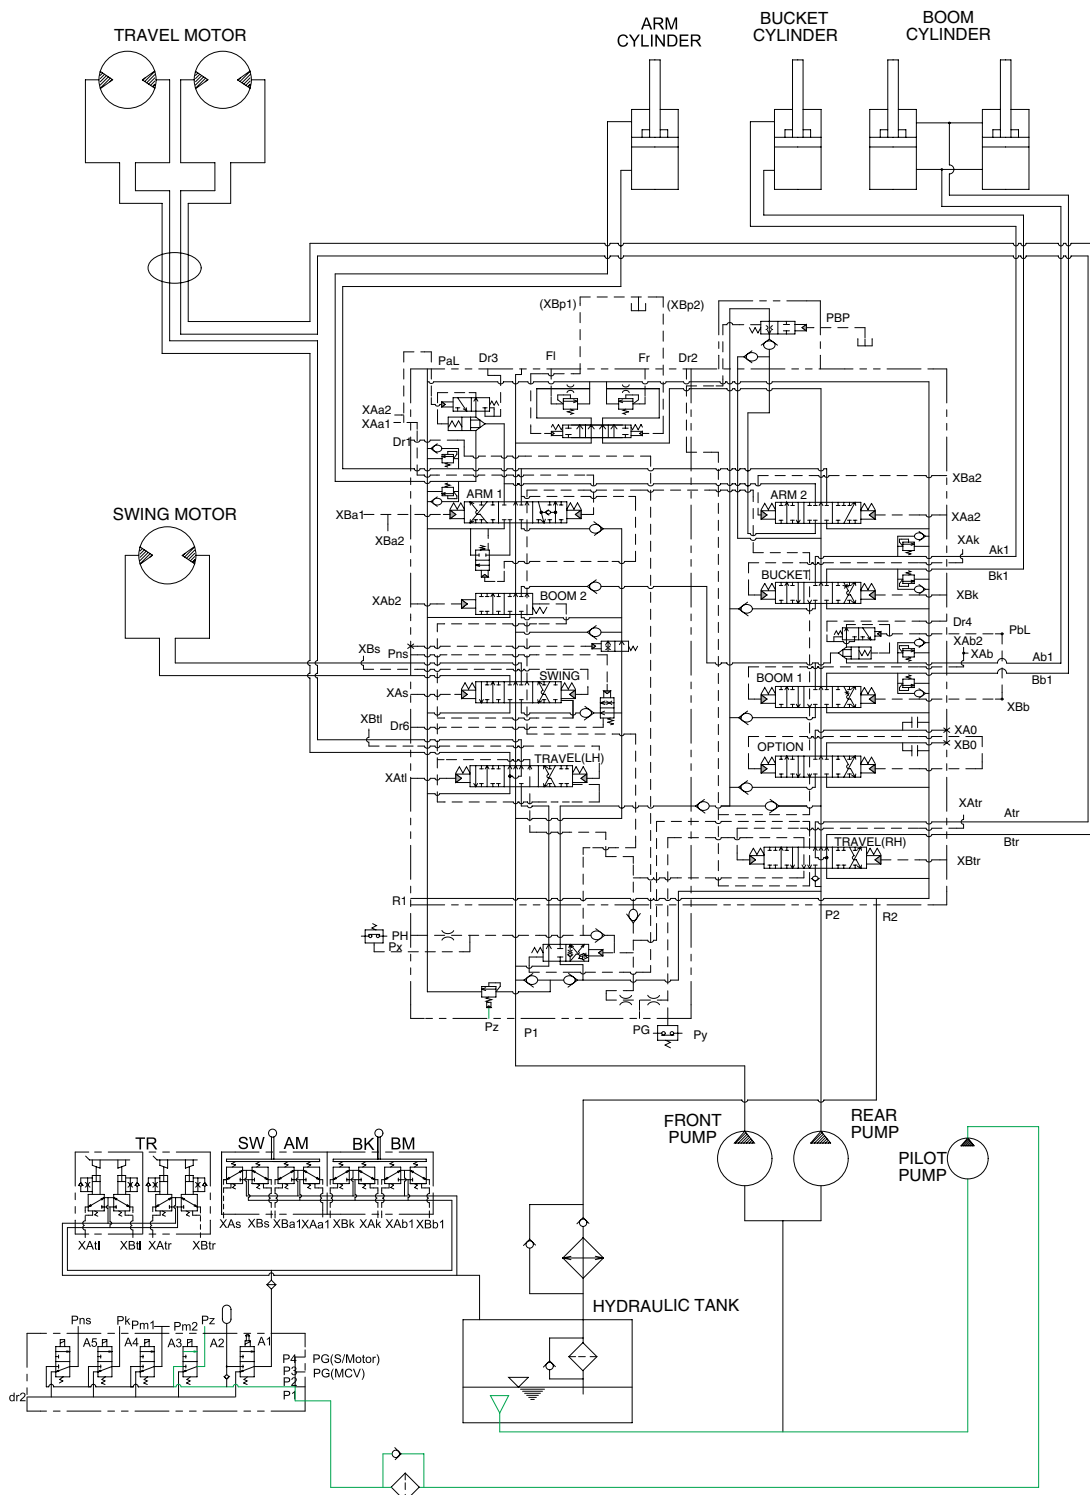 TRAVEL MOTOR
ARM
CYLINDER
BUCKET
CYLINDER
BOOM
CYLINDER
(XBp1)
(XBp2)
PBP
PaL
Dr3
Fl
Fr
Dr2
XAa2
XAa1
Dr1
XBa2
ARM 1
ARM 2
SWING MOTOR
XBa1
XAa2
XBa2
XAk
Ak1
BUCKET
Bk1
XAb2
BOOM 2
XBk
Dr4
PbL
XBs
Pns
XAb2
XAb
Ab1
SWING
BOOM 1
Bb1
XAs
XBb
XBtl
Dr6
XA0
OPTION
XB0
TRAVEL(LH)
XAtl
XAtr
Atr
TRAVEL(RH)
Btr
XBtr
R1
P2
R2
PH
Px
Pz
P1
PG
Py
FRONT
PUMP
REAR
PUMP
PILOT
PUMP
TR
SW
AM
BK
BM
XAtl
XBtl
XAtr
XBtr
XAs
XBs
XBa1
XAa1
XBk
XAk
XAb1
XBb1
HYDRAULIC TANK
Pns
Pk
Pm1
Pm2
Pz
A5
A4
A3
A2
A1
P4
PG(S/Motor)
P3
PG(MCV)
P2
P1
dr2